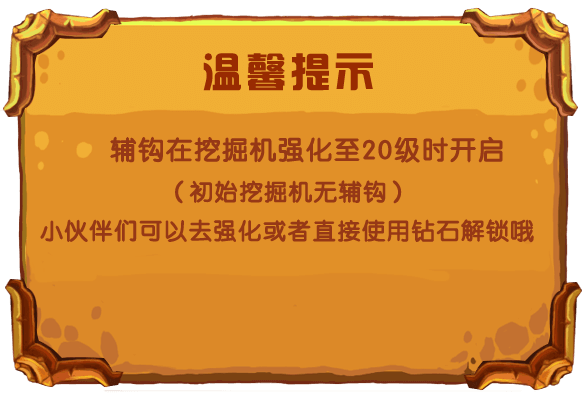 温馨提示
辅钩在挖掘机强化至20级时开启
（初始挖掘机无辅钩）
小伙伴们可以去强化或者直接使用钻石解锁哦